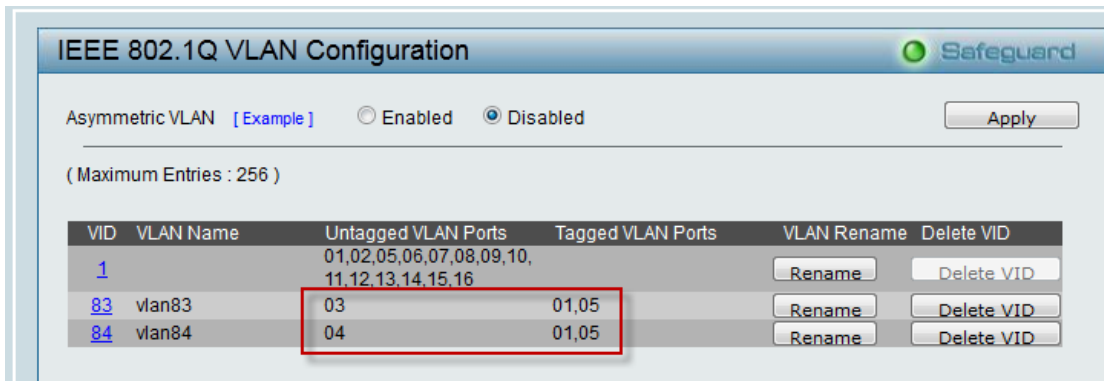 IEEE 802.1Q VLAN Configuration Safeguard
Asymmetric VLAN [ Example ] Enabled Disabled Apply
( Maximum Entries : 256 )
VID VLAN Name Untagged VLAN Ports Tagged VLAN Ports VLAN Rename Delete VID
1 01,02,05,06,07,08,09,10, Rename Delete VID
11,12,13,14,15,16
83 vlan83 03 01,05 Rename Delete VID
84 vlan84 04 01,05 Rename Delete VID